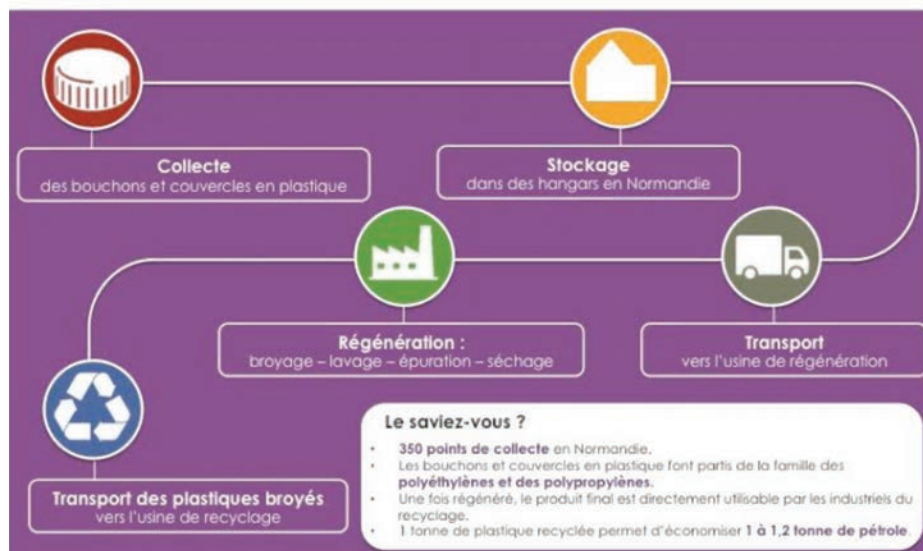 Collecte
des bouchons et couvercles en plastique
Stockage
dans des hangars en Normandie
Transport
vers l'usine de régénération
Régénération :
broyage – lavage – épuration – séchage
Transport des plastiques broyés
vers l'usine de recyclage
Le saviez-vous ?
• 350 points de collecte en Normandie.
• Les bouchons et couvercles en plastique font partis de la famille des
polyéthylènes et des polypropylènes.
• Une fois régénéré, le produit final est directement utilisable par les industriels du
recyclage.
• 1 tonne de plastique recyclée permet d'économiser 1 à 1,2 tonne de pétrole.